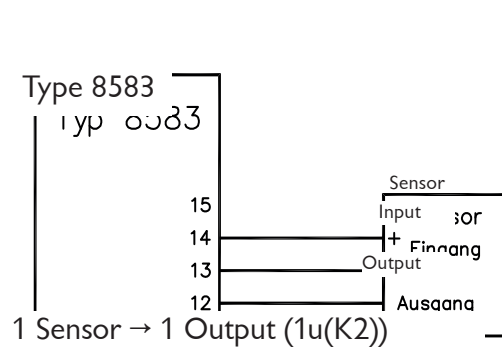 Type 8583
Typ 8583
Sensor
15
Input
14 +
Eingang
Output
13
12 Ausgang
1 Sensor → 1 Output (1u(K2))